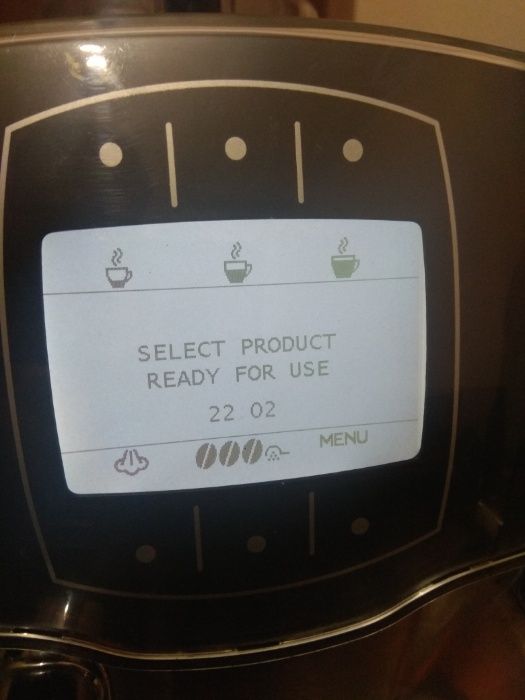 SELECT PRODUCT
READY FOR USE
22 02
MENU